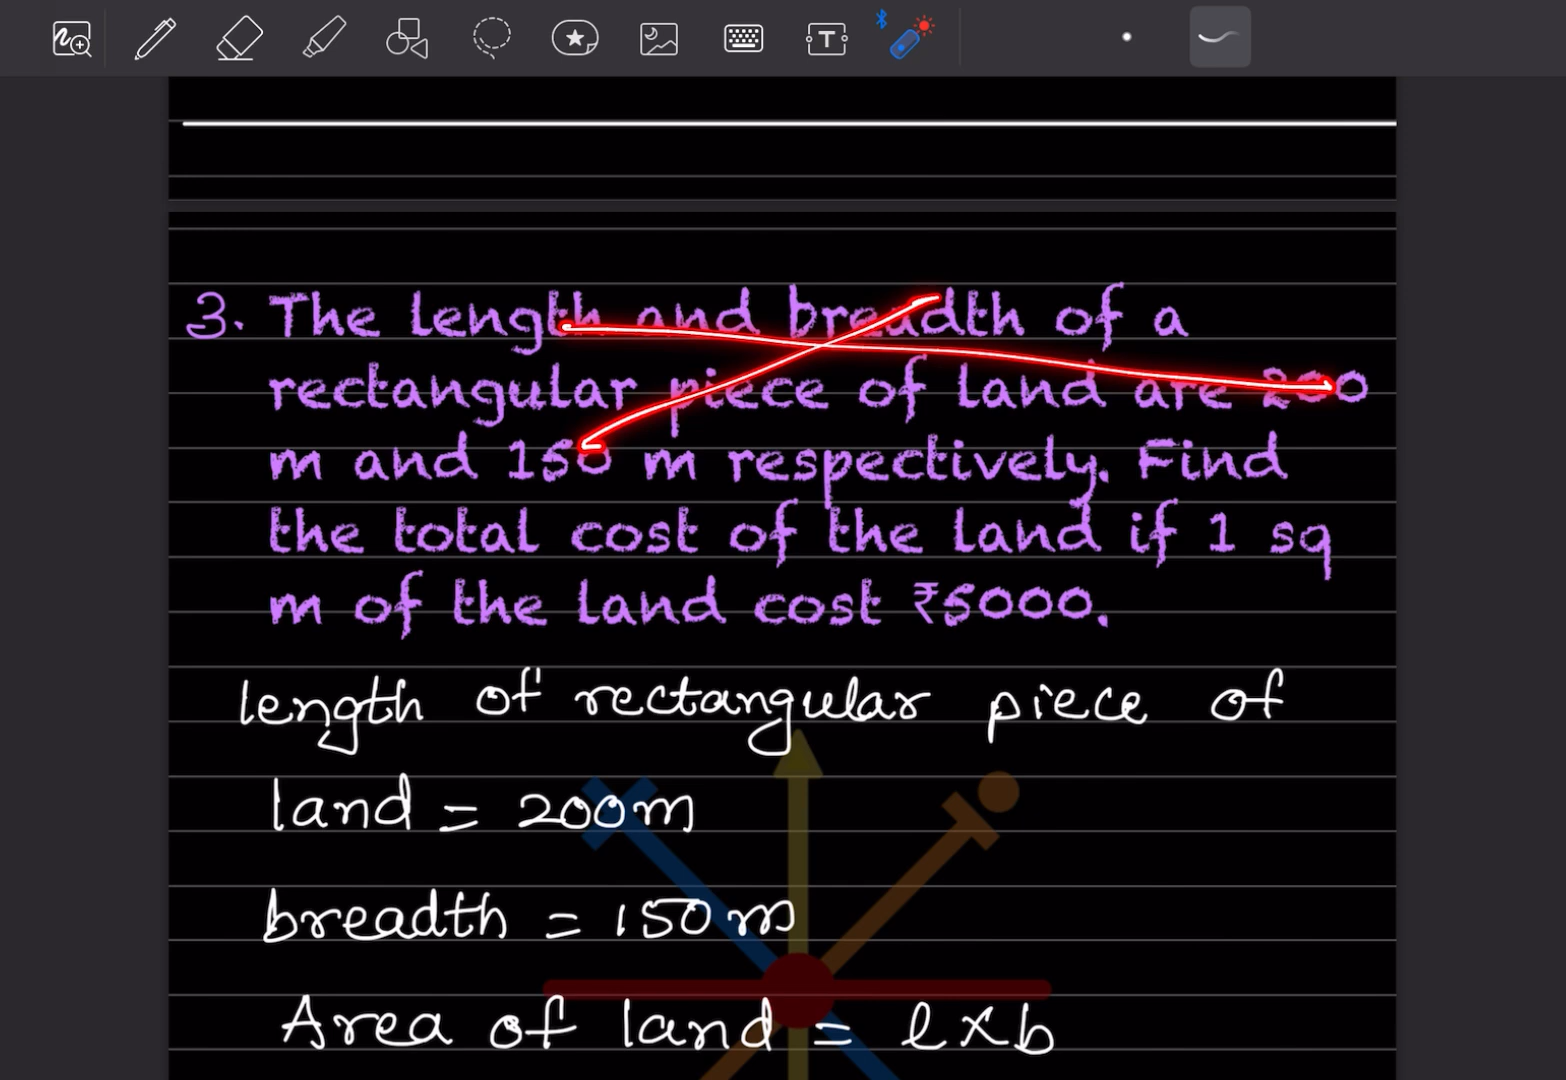 3. The length and breadth of a
rectangular piece of land are 200
m and 150 m respectively. Find
the total cost of the land if 1 sq
m of the land cost ₹5000.
length of rectangular piece of
land = 200m
breadth = 150m
Area of land = l×b